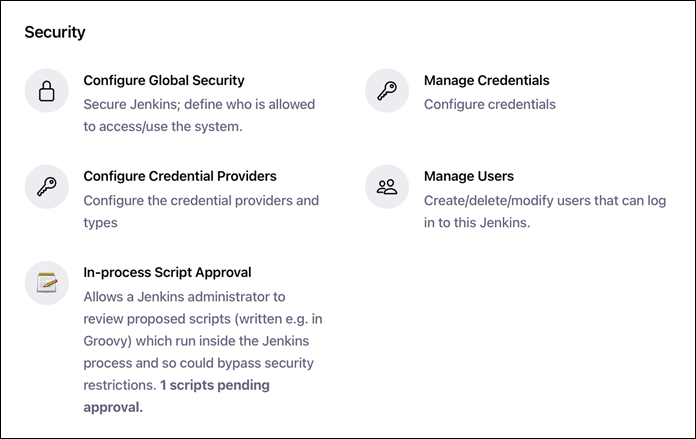 Security
Configure Global Security
Secure Jenkins; define who is allowed
to access/use the system.
Manage Credentials
Configure credentials
Configure Credential Providers
Configure the credential providers and
types
Manage Users
Create/delete/modify users that can log
in to this Jenkins.
In-process Script Approval
Allows a Jenkins administrator to
review proposed scripts (written e.g. in
Groovy) which run inside the Jenkins
process and so could bypass security
restrictions. 1 scripts pending
approval.